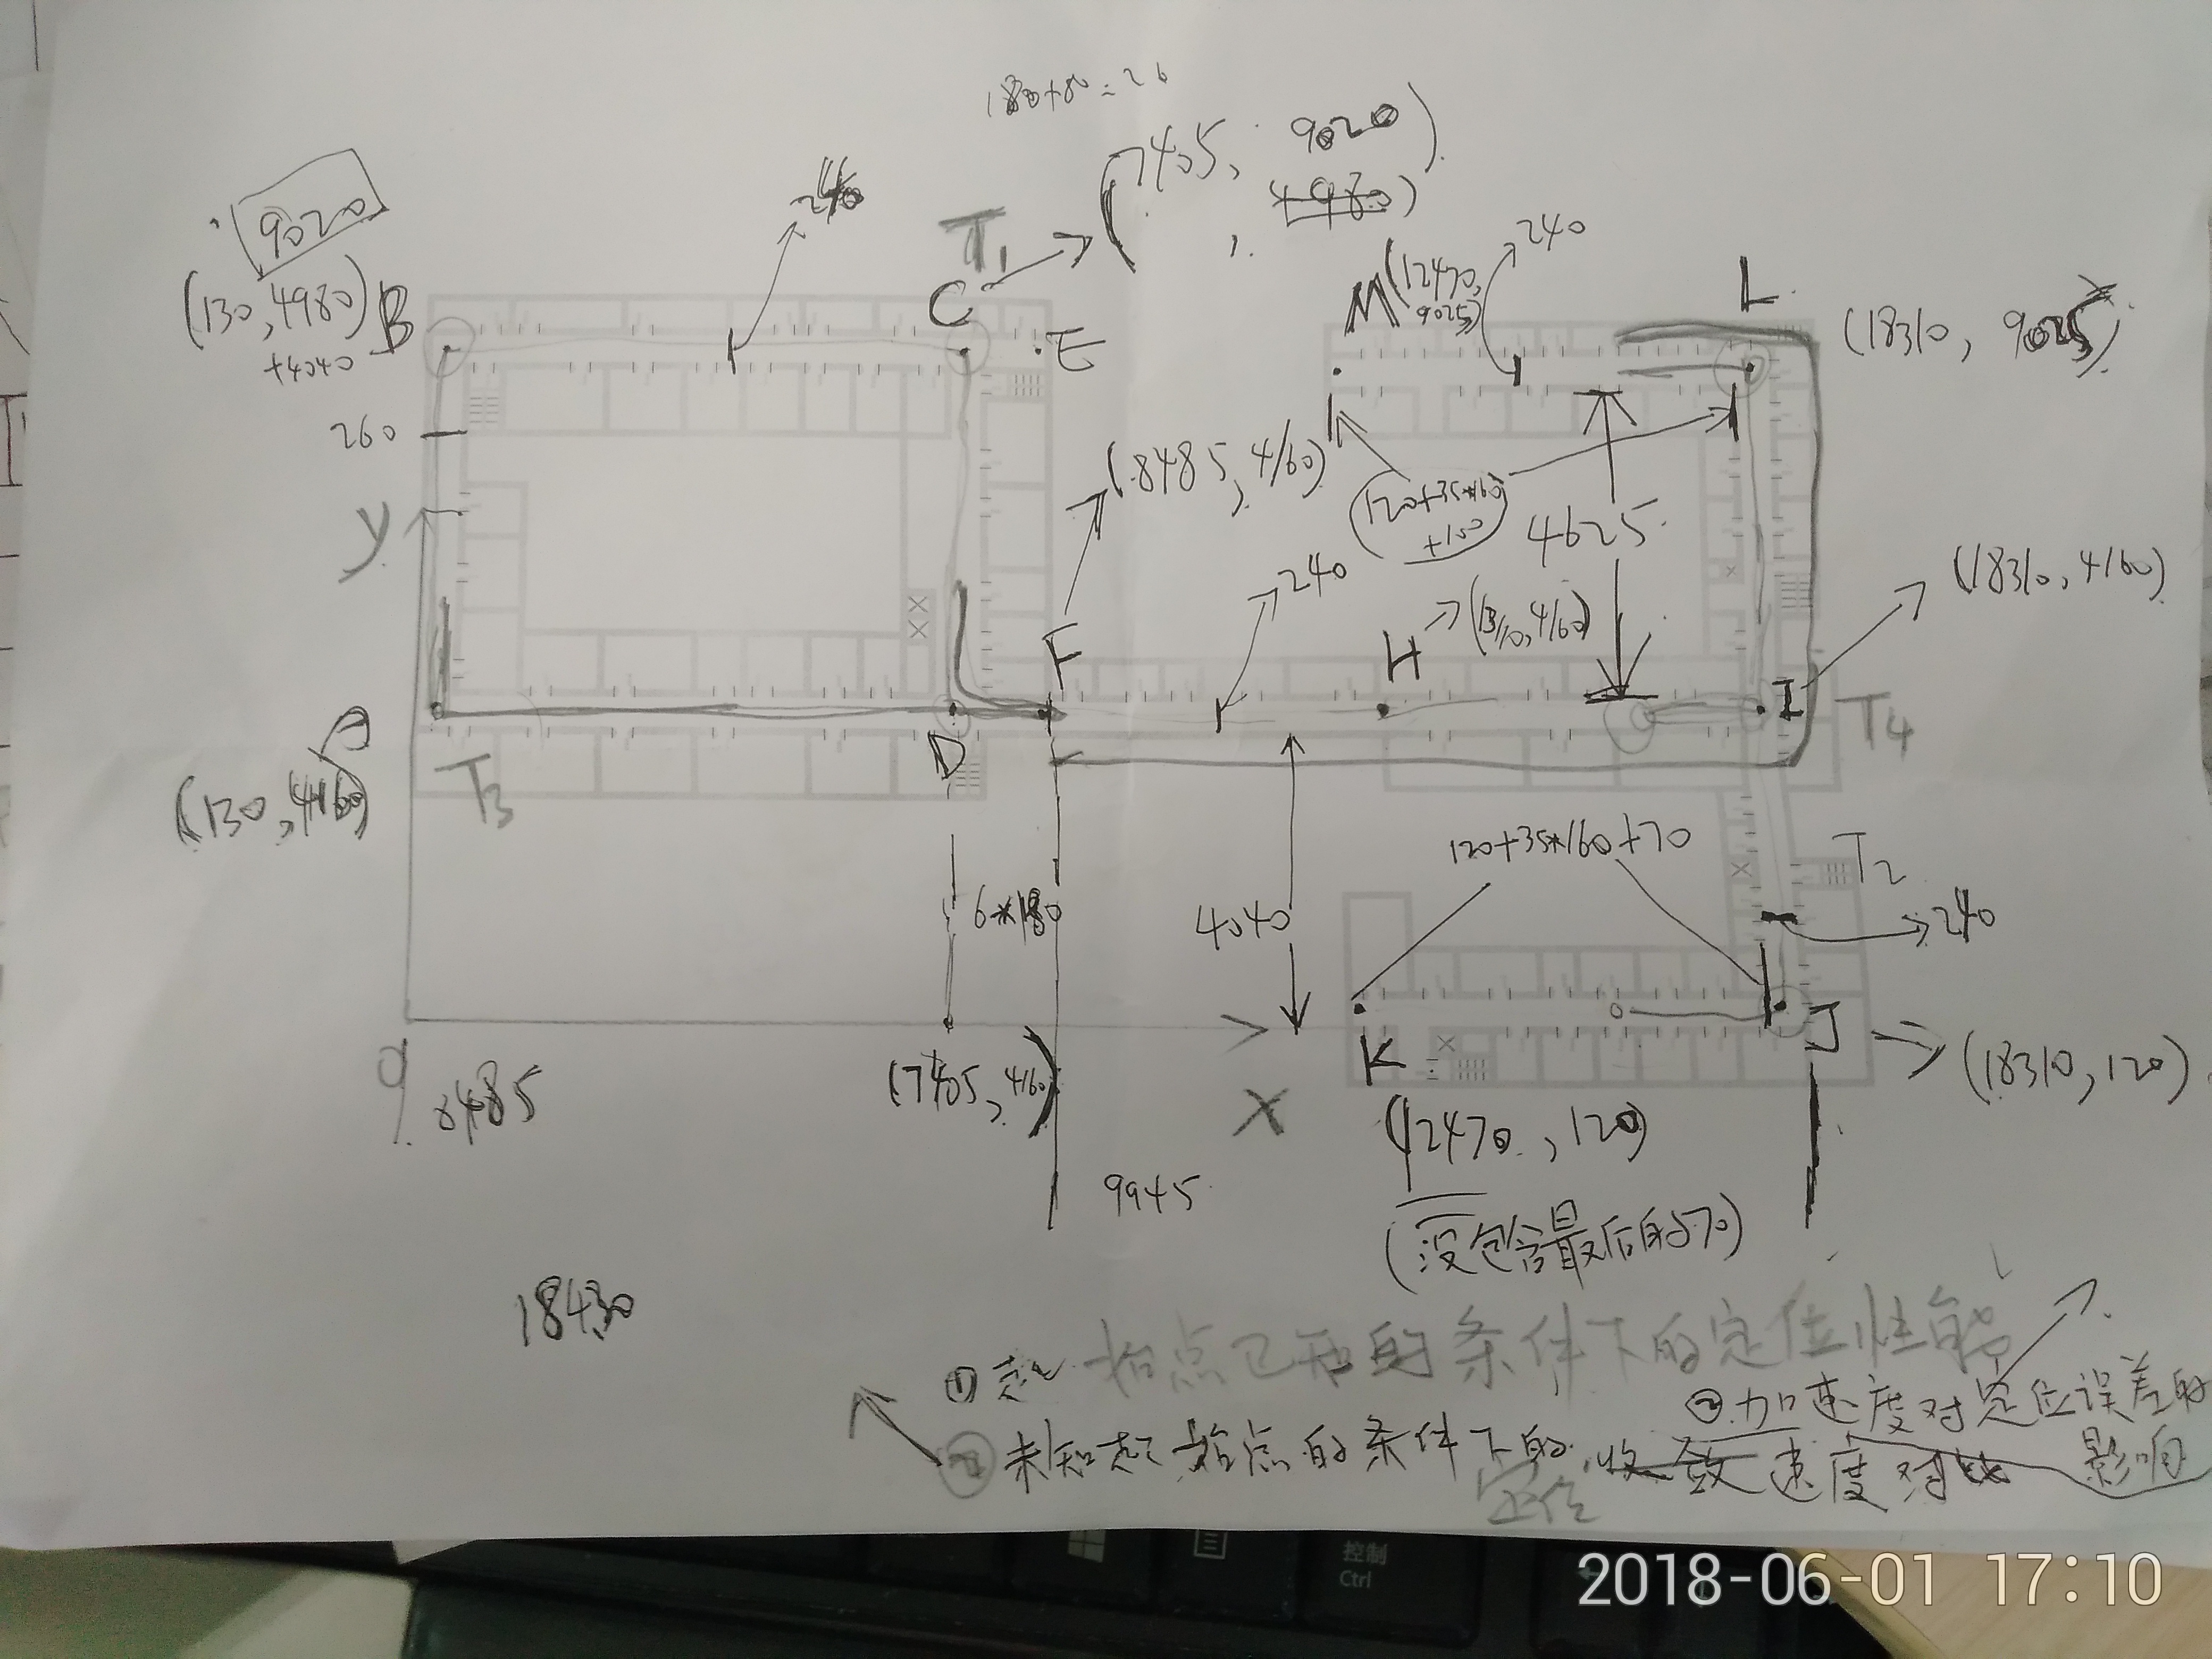 180+80=26
(7405, 9020)
4980)
9020
(130,4980) B
+4040
240
T1
C
E
M(12470,
9025)
240
L
(18310, 9025)
260
(8485,4160)
(120+35*160
+100)
4625
y
240
(18310,4160)
F
H → (13110,4160)
I
T4
A
D
T3
(130,4160)
120+35*160+70
T2
6*180
4040
240
J
(18310,120)
K
8485
(7405,4160)
X
(12470, 120)
9945
(没包含最后的70)
18430
① 起 始点已知的条件下的定位性能
② 加速度对定位误差的
影响
未知起始点的条件下的 收敛速度对比
定位
控制
Ctrl
2018-06-01 17:10